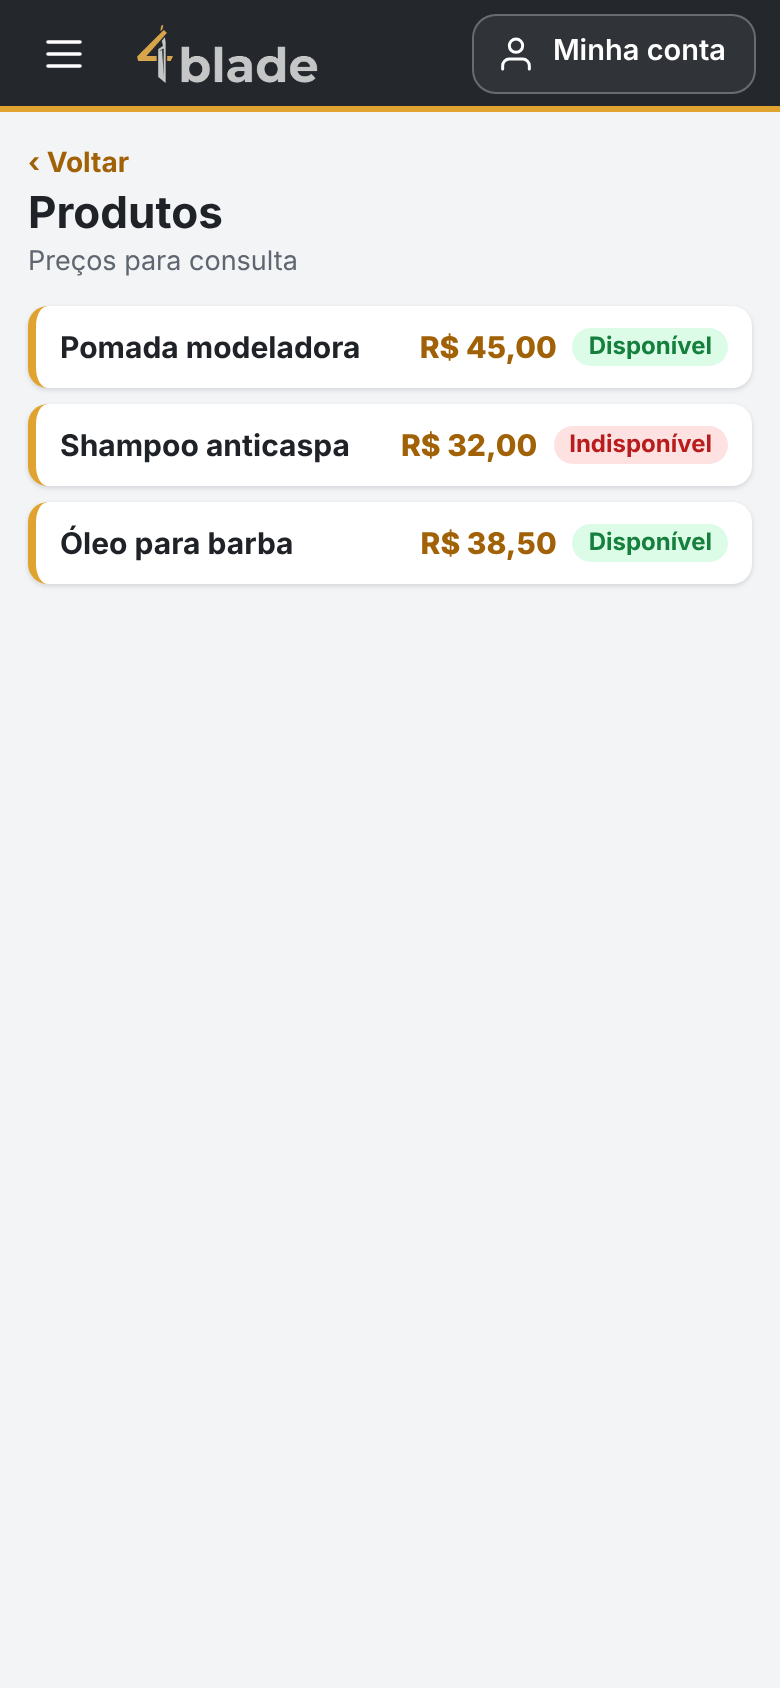 4blade
Minha conta
‹ Voltar
Produtos
Preços para consulta
Pomada modeladora R$ 45,00 Disponível
Shampoo anticaspa R$ 32,00 Indisponível
Óleo para barba R$ 38,50 Disponível